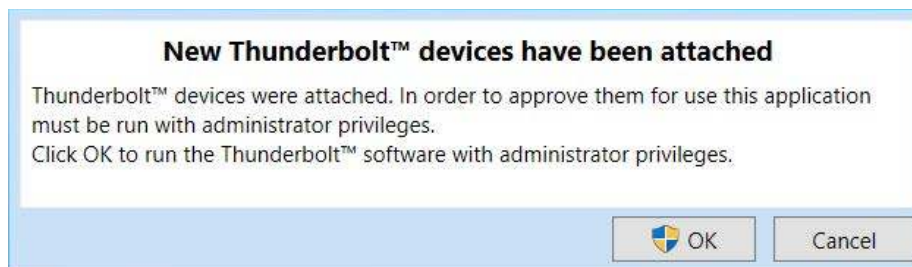 New Thunderbolt™ devices have been attached
Thunderbolt™ devices were attached. In order to approve them for use this application
must be run with administrator privileges.
Click OK to run the Thunderbolt™ software with administrator privileges.
OK Cancel